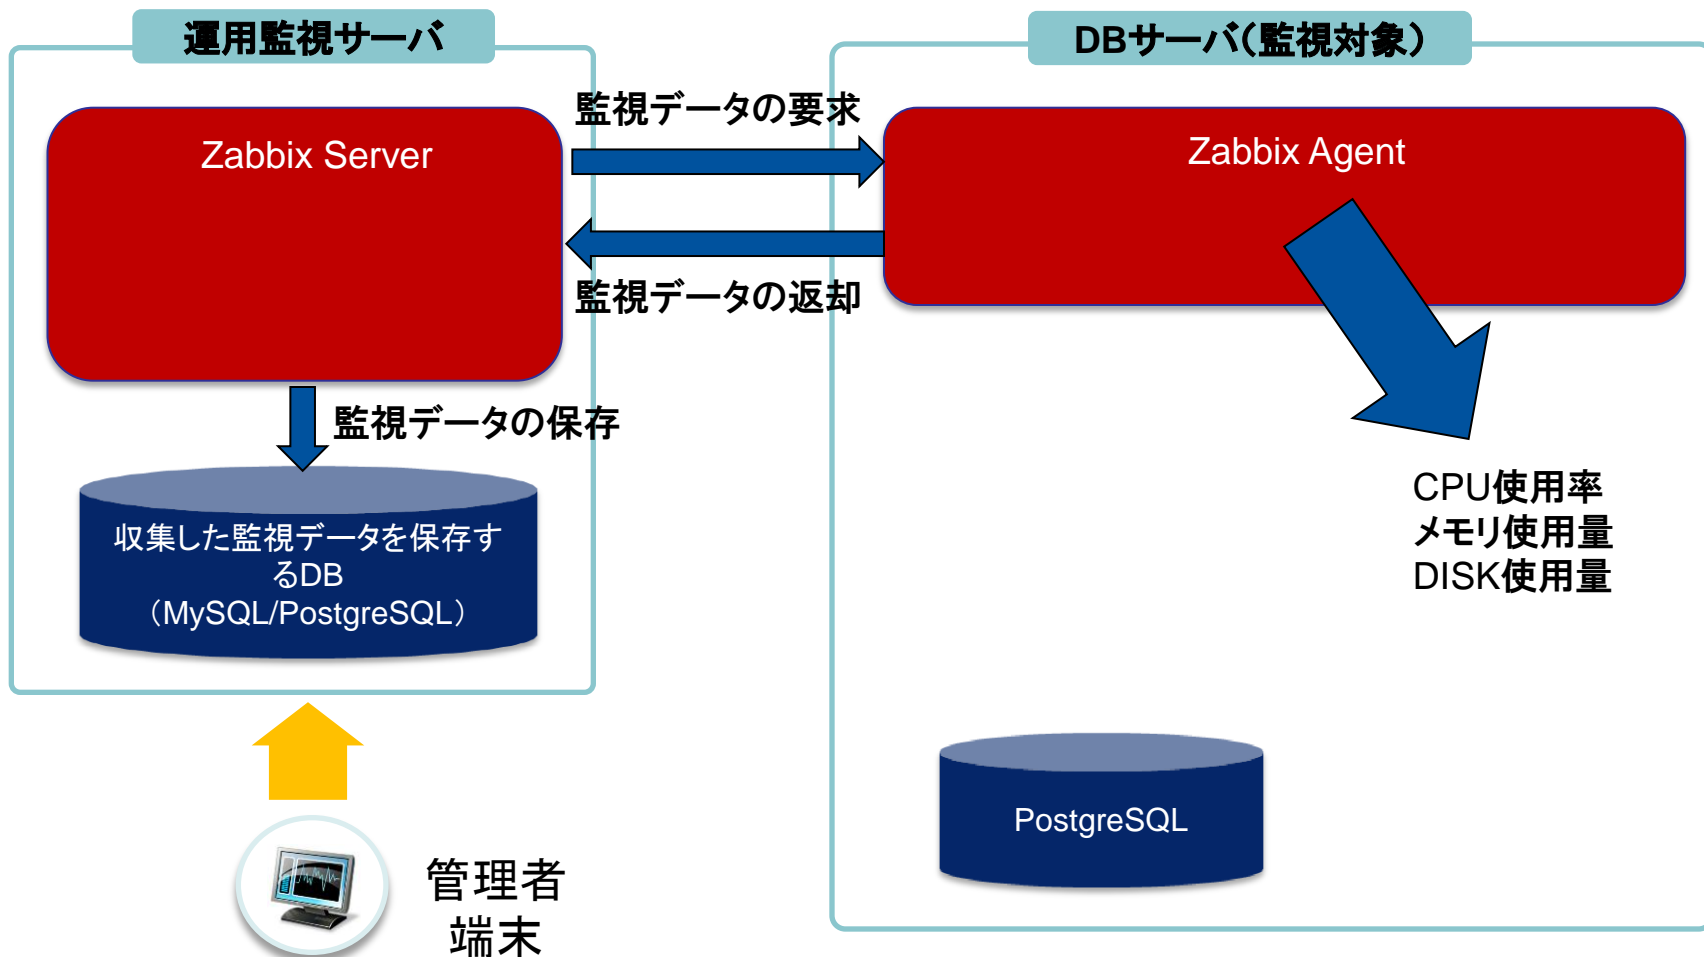 運用監視サーバ
DBサーバ(監視対象)
Zabbix Server
監視データの要求
Zabbix Agent
監視データの返却
監視データの保存
収集した監視データを保存す
るDB
(MySQL/PostgreSQL)
CPU使用率
メモリ使用量
DISK使用量
PostgreSQL
管理者
端末